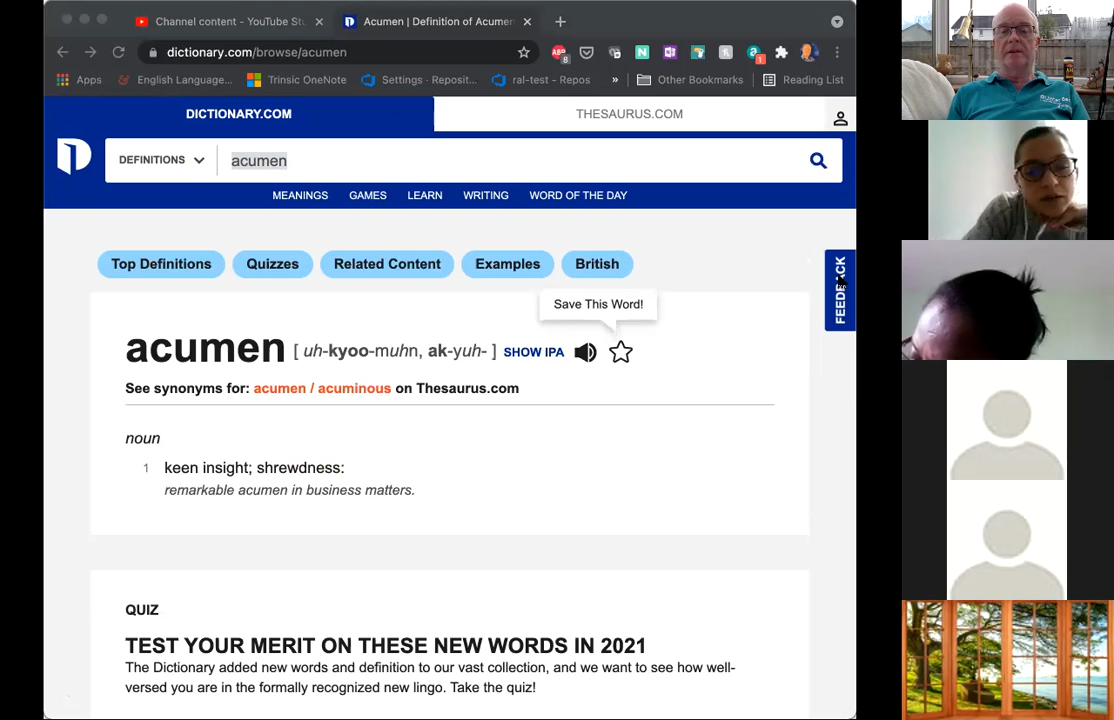 Channel content - YouTube Stu
Acumen | Definition of Acumen
dictionary.com/browse/acumen
8
1
Apps
English Language...
Trinsic OneNote
Settings · Reposit...
ral-test - Repos
»
Other Bookmarks
Reading List
DICTIONARY.COM
THESAURUS.COM
DEFINITIONS
acumen
MEANINGS
GAMES
LEARN
WRITING
WORD OF THE DAY
Top Definitions
Quizzes
Related Content
Examples
British
FEEDBACK
Save This Word!
acumen [ uh-kyoo-muhn, ak-yuh- ] SHOW IPA
See synonyms for: acumen / acuminous on Thesaurus.com
noun
1 keen insight; shrewdness:
remarkable acumen in business matters.
QUIZ
TEST YOUR MERIT ON THESE NEW WORDS IN 2021
The Dictionary added new words and definition to our vast collection, and we want to see how well-
versed you are in the formally recognized new lingo. Take the quiz!